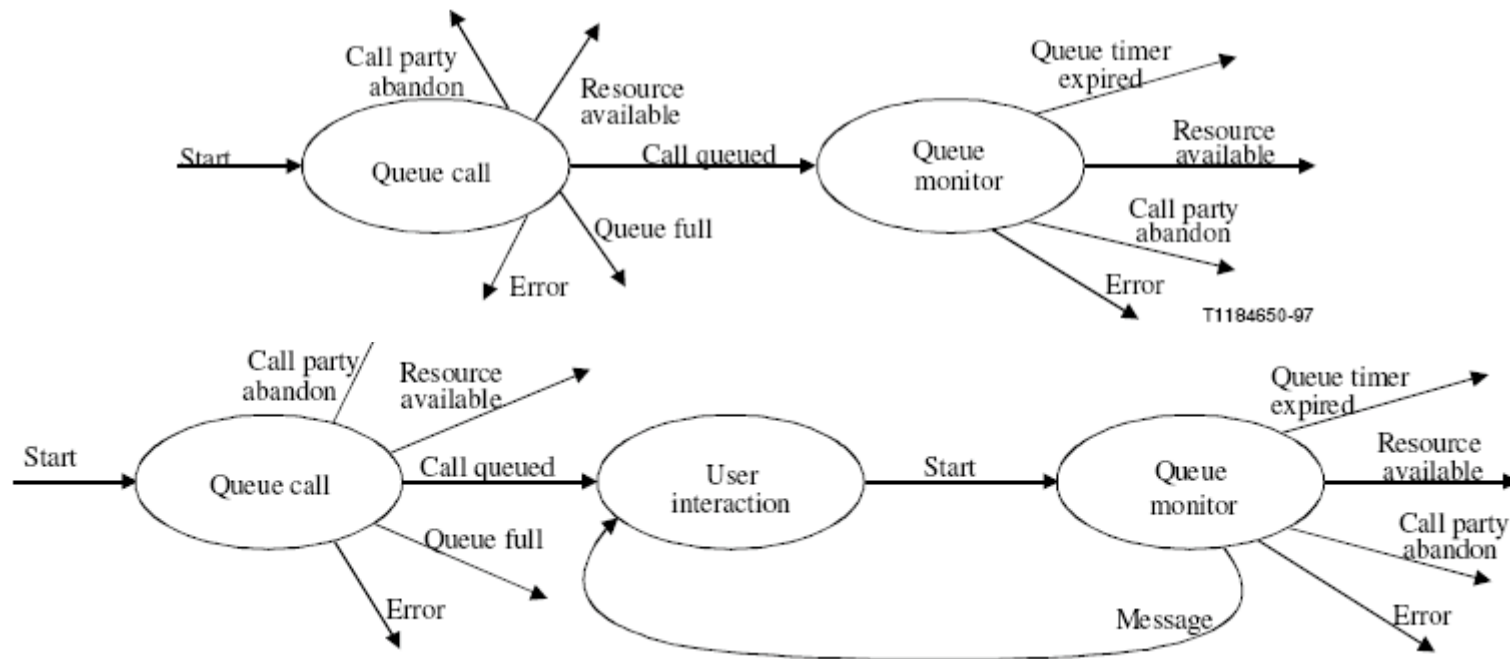 Call party
abandon
Resource
available
Queue timer
expired
Start
Queue call
Call queued
Queue
monitor
Resource
available
Queue full
Error
Call party
abandon
Error
T1184650-97
Call party
abandon
Resource
available
Queue timer
expired
Start
Queue call
Call queued
User
interaction
Start
Queue
monitor
Resource
available
Queue full
Call party
abandon
Error
Message
Error